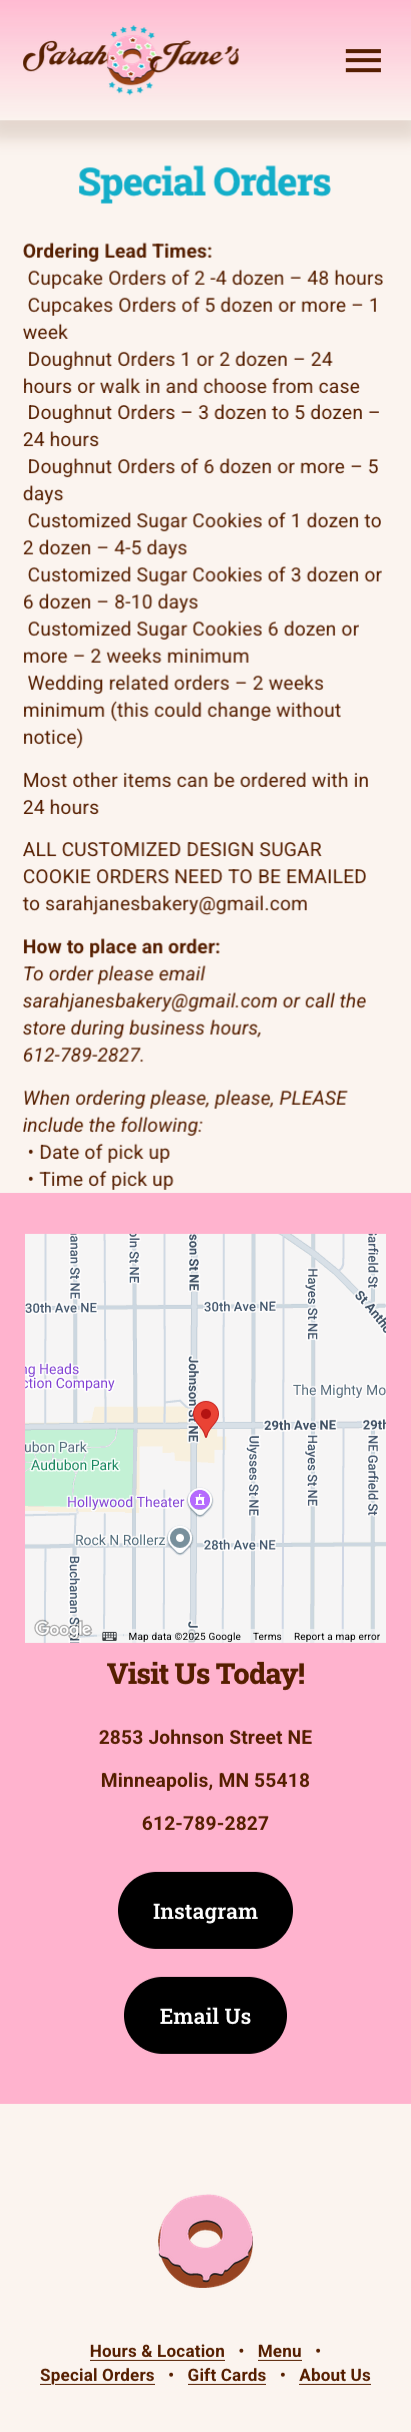 Sarah Jane's
Special Orders
Ordering Lead Times:
Cupcake Orders of 2 -4 dozen – 48 hours
Cupcakes Orders of 5 dozen or more – 1
week
Doughnut Orders 1 or 2 dozen – 24
hours or walk in and choose from case
Doughnut Orders – 3 dozen to 5 dozen –
24 hours
Doughnut Orders of 6 dozen or more – 5
days
Customized Sugar Cookies of 1 dozen to
2 dozen – 4-5 days
Customized Sugar Cookies of 3 dozen or
6 dozen – 8-10 days
Customized Sugar Cookies 6 dozen or
more – 2 weeks minimum
Wedding related orders – 2 weeks
minimum (this could change without
notice)
Most other items can be ordered with in
24 hours
ALL CUSTOMIZED DESIGN SUGAR
COOKIE ORDERS NEED TO BE EMAILED
to sarahjanesbakery@gmail.com
How to place an order:
To order please email
sarahjanesbakery@gmail.com or call the
store during business hours,
612-789-2827.
When ordering please, please, PLEASE
include the following:
• Date of pick up
• Time of pick up
anan St NE
oln St NE
son St NE
arfield St
30th Ave NE
30th Ave NE
Hayes St NE
St Antho
ng Heads
ction Company
Johnson St NE
The Mighty Mo
29th Ave NE
29th
ubon Park
Audubon Park
Ulysses St NE
Hayes St NE
NE Garfield St
Hollywood Theater
Rock N Rollerz
28th Ave NE
Buchanan St
Google
Map data ©2025 Google
Terms
Report a map error
Visit Us Today!
2853 Johnson Street NE
Minneapolis, MN 55418
612-789-2827
Instagram
Email Us
Hours & Location • Menu •
Special Orders • Gift Cards • About Us